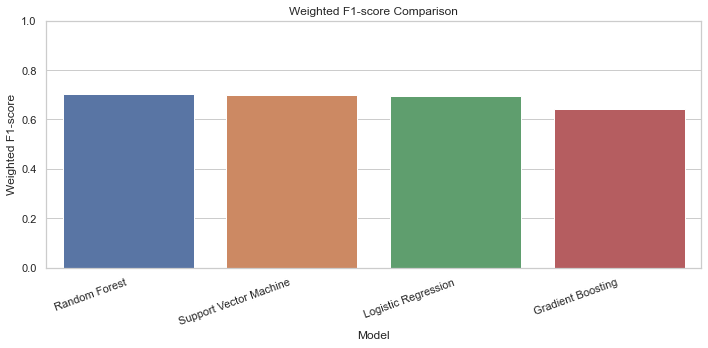 Weighted F1-score Comparison
Weighted F1-score
1.0
0.8
0.6
0.4
0.2
0.0
Random Forest
Support Vector Machine
Logistic Regression
Gradient Boosting
Model